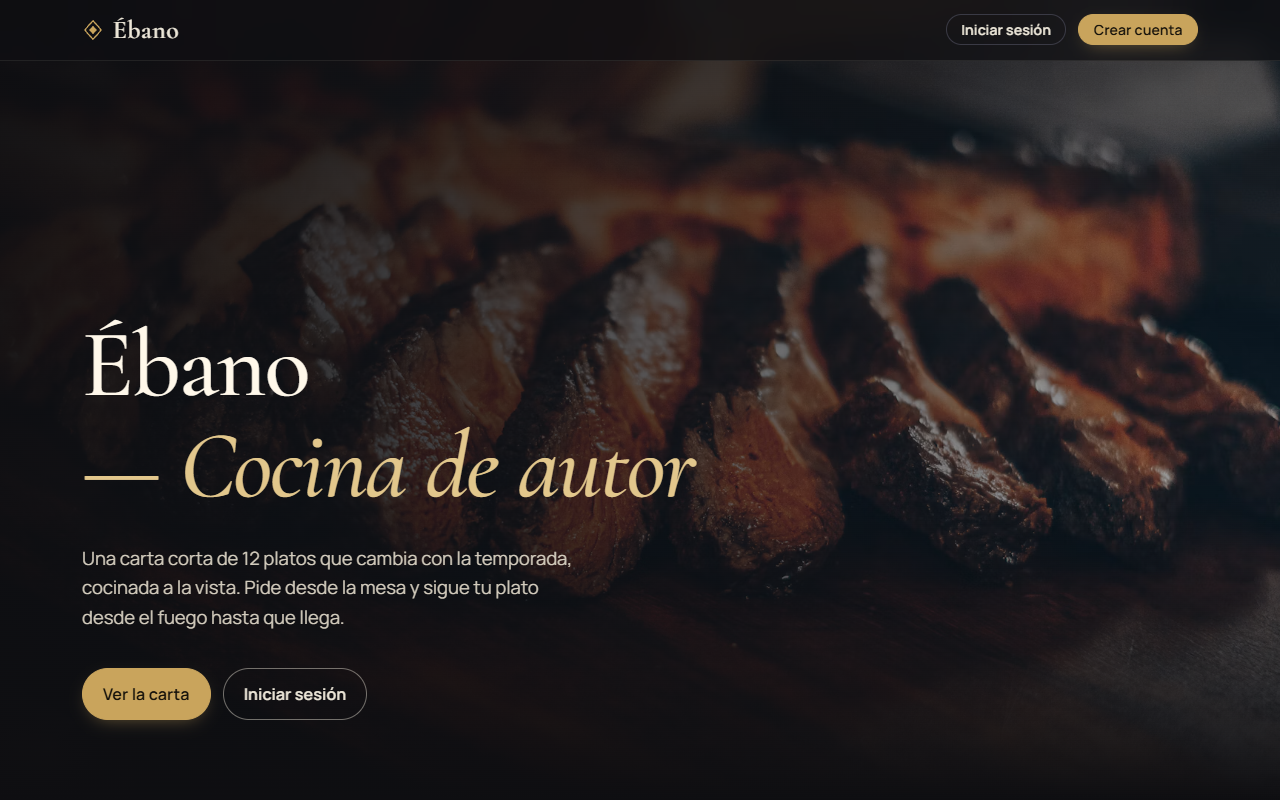 Ébano
Iniciar sesión
Crear cuenta
Ébano
— Cocina de autor
Una carta corta de 12 platos que cambia con la temporada,
cocinada a la vista. Pide desde la mesa y sigue tu plato
desde el fuego hasta que llega.
Ver la carta
Iniciar sesión